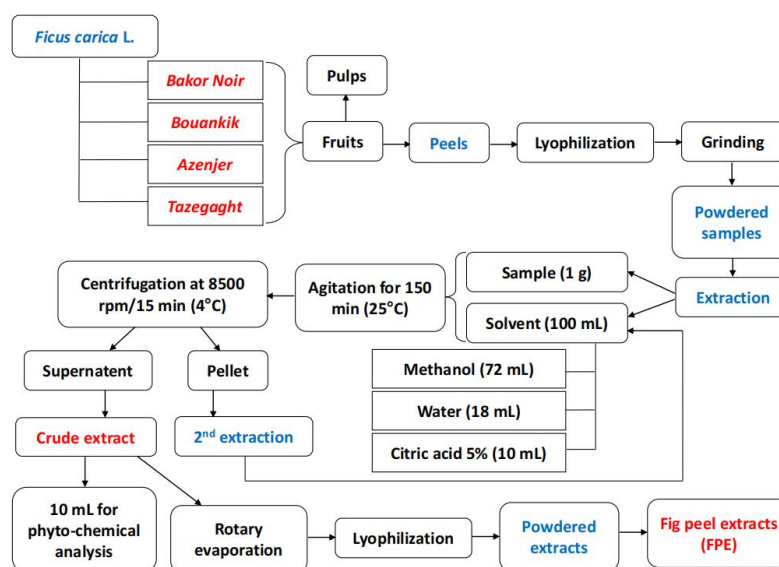 Ficus carica L.
Bakor Noir
Bouankik
Azenjer
Tazegaght
Pulps
Fruits
Peels
Lyophilization
Grinding
Powdered
samples
Extraction
Sample (1 g)
Solvent (100 mL)
Methanol (72 mL)
Water (18 mL)
Citric acid 5% (10 mL)
Agitation for 150
min (25°C)
Centrifugation at 8500
rpm/15 min (4°C)
Supernatent
Pellet
Crude extract
2nd extraction
10 mL for
phyto-chemical
analysis
Rotary
evaporation
Lyophilization
Powdered
extracts
Fig peel extracts
(FPE)